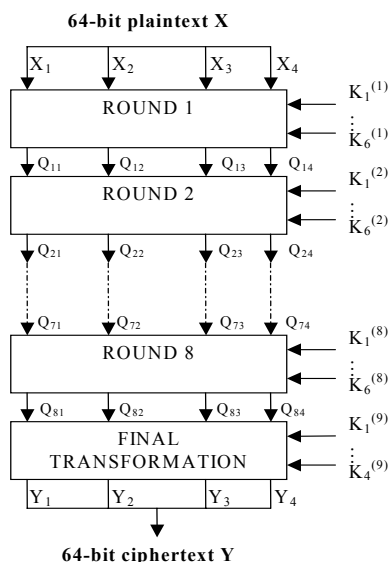 64-bit plaintext X
X1 X2 X3 X4
ROUND 1
K1(1)
⋮
K6(1)
Q11 Q12 Q13 Q14
ROUND 2
K1(2)
⋮
K6(2)
Q21 Q22 Q23 Q24
Q71 Q72 Q73 Q74
ROUND 8
K1(8)
⋮
K6(8)
Q81 Q82 Q83 Q84
FINAL
TRANSFORMATION
K1(9)
⋮
K4(9)
Y1 Y2 Y3 Y4
64-bit ciphertext Y